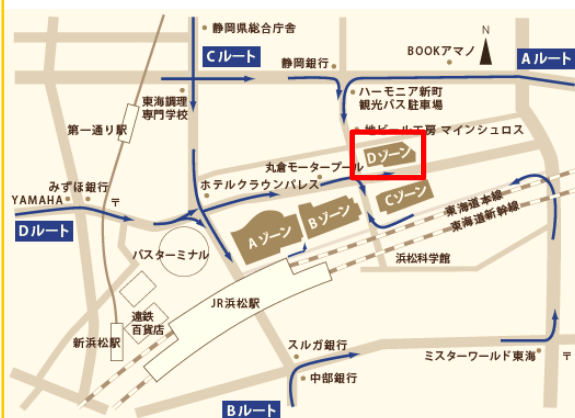 静岡県総合庁舎
N
Cルート
静岡銀行
BOOKアマノ
Aルート
東海調理
専門学校
ハーモニア新町
観光バス駐車場
第一通り駅
地ビール工房 マインシュロス
Dゾーン
丸倉モータープール
みずほ銀行
YAMAHA
〒
ホテルクラウンパレス
Cゾーン
Bゾーン
Aゾーン
東海道本線
東海道新幹線
Dルート
バスターミナル
浜松科学館
JR浜松駅
遠鉄
百貨店
新浜松駅
スルガ銀行
ミスターワールド東海
〒
中部銀行
Bルート